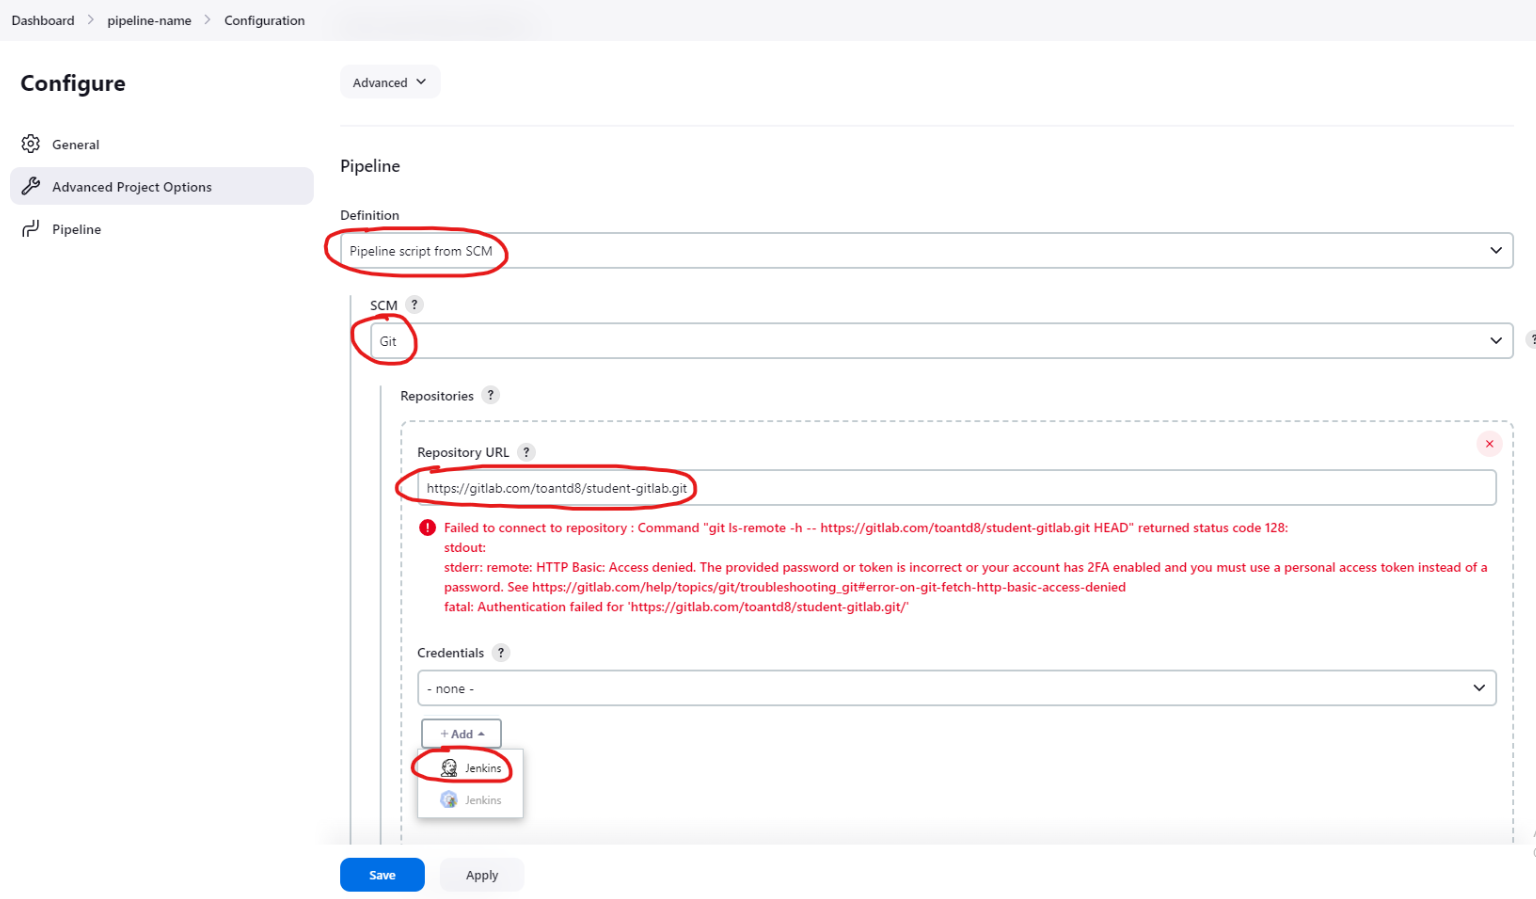 Dashboard > pipeline-name > Configuration
Configure
General
Advanced Project Options
Pipeline
Advanced
Pipeline
Definition
Pipeline script from SCM
SCM ?
Git
?
Repositories ?
Repository URL ?
https://gitlab.com/toantd8/student-gitlab.git
Failed to connect to repository : Command "git ls-remote -h -- https://gitlab.com/toantd8/student-gitlab.git HEAD" returned status code 128:
stdout:
stderr: remote: HTTP Basic: Access denied. The provided password or token is incorrect or your account has 2FA enabled and you must use a personal access token instead of a
password. See https://gitlab.com/help/topics/git/troubleshooting_git#error-on-git-fetch-http-basic-access-denied
fatal: Authentication failed for 'https://gitlab.com/toantd8/student-gitlab.git/'
Credentials ?
- none -
+ Add
Jenkins
Jenkins
Save
Apply